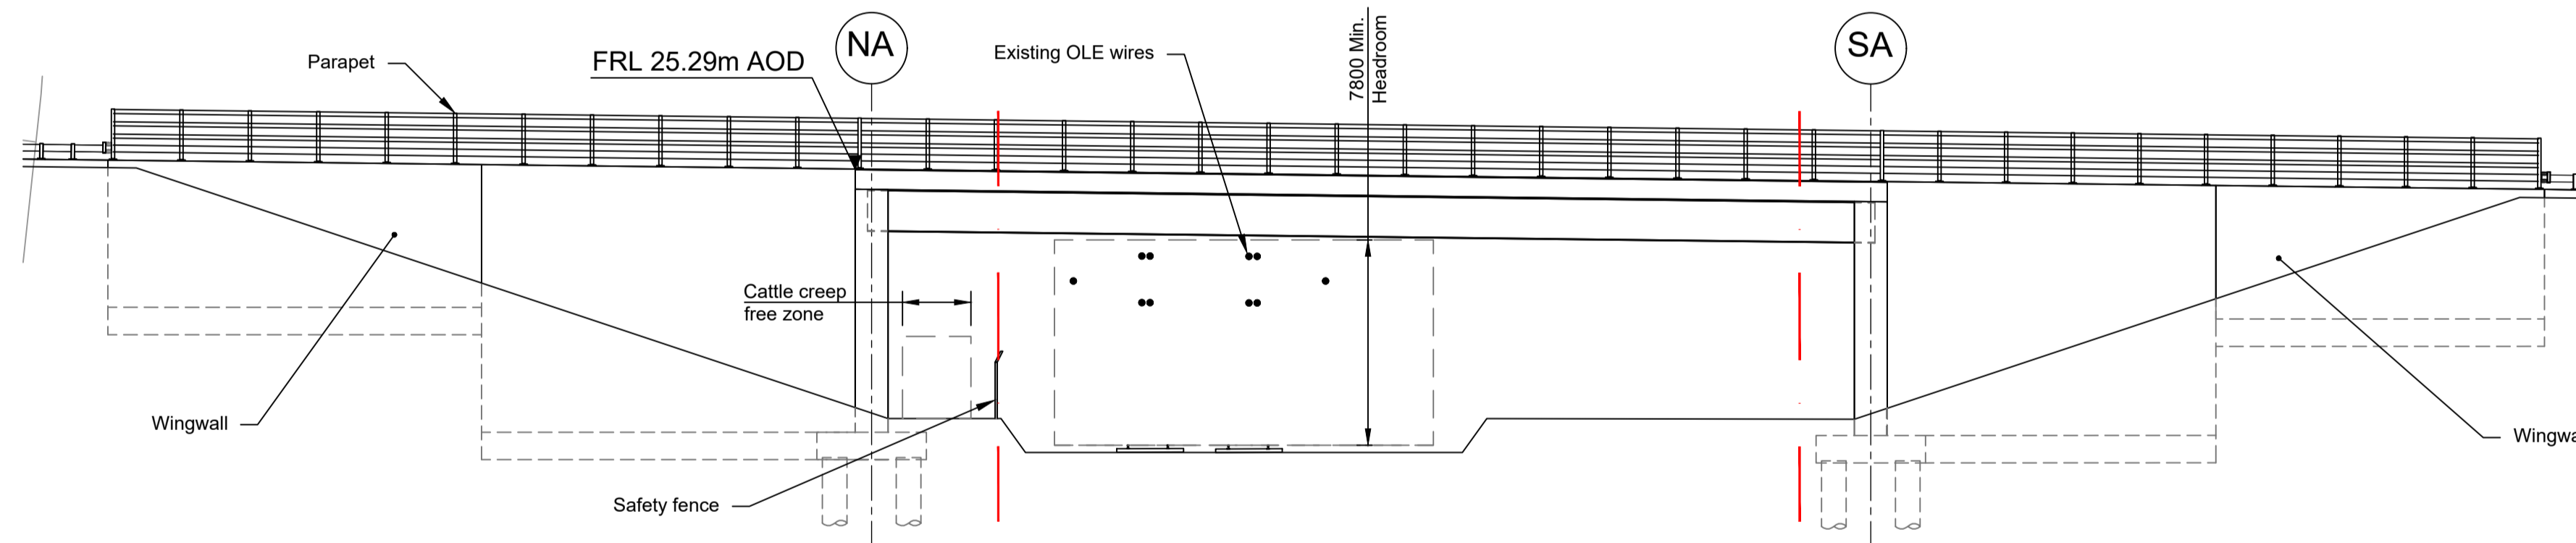 NA
SA
Parapet
FRL 25.29m AOD
Existing OLE wires
7800 Min.
Headroom
Cattle creep
free zone
Wingwall
Safety fence
Wingwa